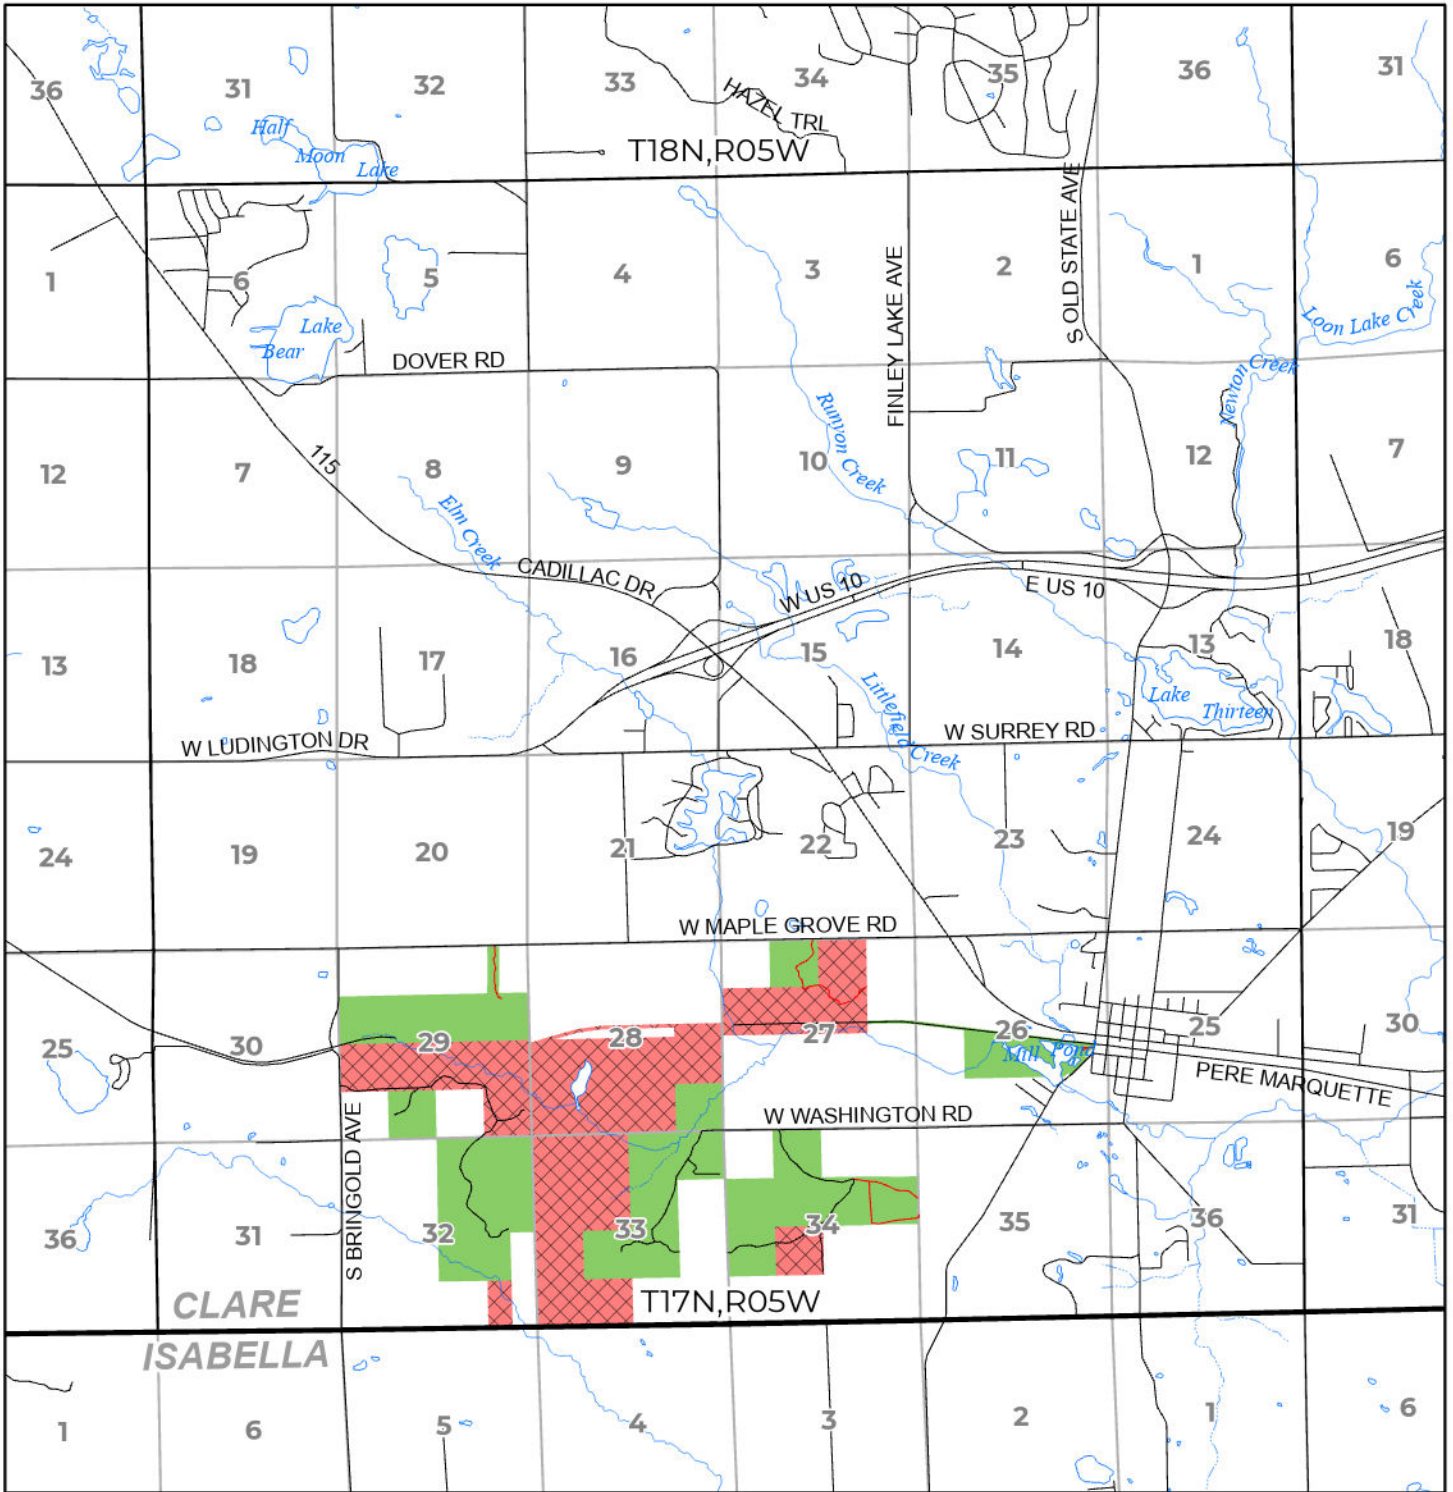 36
31
32
33
34
35
36
31
HAZEL TRL
T18N,R05W
Half
Moon
Lake
1
6
5
4
3
2
1
6
FINLEY LAKE AVE
S OLD STATE AVE
Loon Lake Creek
Lake
Bear
DOVER RD
Newton Creek
Runyon Creek
12
7
8
9
10
11
12
7
115
Elm Creek
CADILLAC DR
W US 10
E US 10
13
18
17
16
15
14
13
18
Lake
Thirteen
Littlefield Creek
W LUDINGTON DR
W SURREY RD
24
19
20
21
22
23
24
19
W MAPLE GROVE RD
25
30
29
28
27
26
25
30
Mill Pond
PERE MARQUETTE
W WASHINGTON RD
S BRINGOLD AVE
36
31
32
33
34
35
36
31
CLARE
T17N,R05W
ISABELLA
1
6
5
4
3
2
1
6